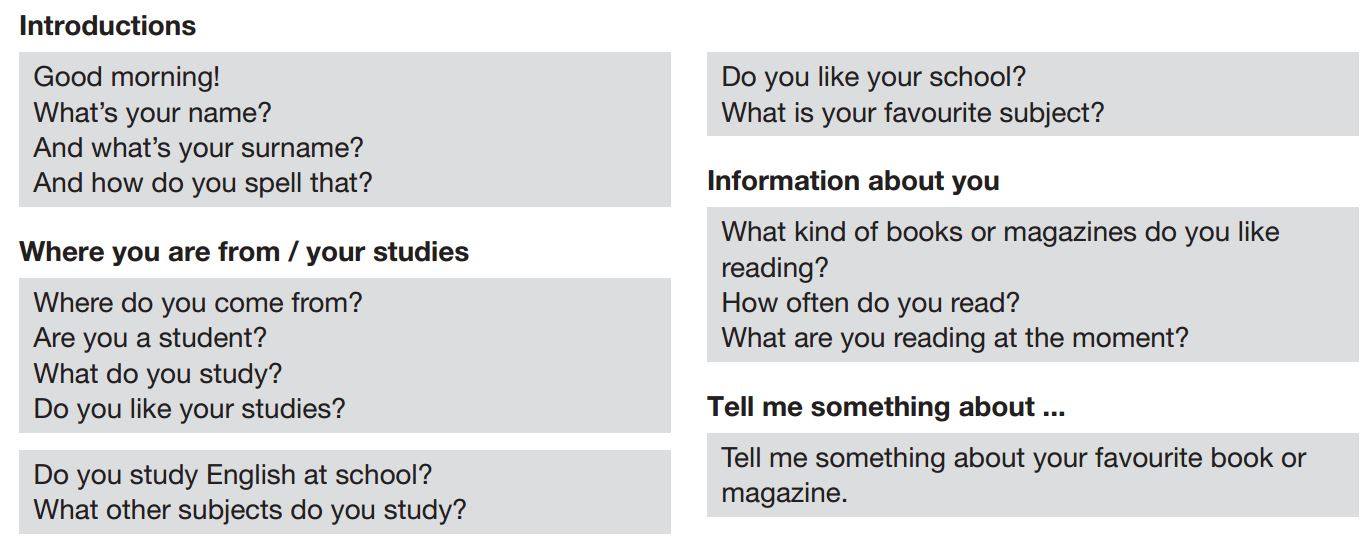 Introductions
Good morning!
What's your name?
And what's your surname?
And how do you spell that?
Where you are from / your studies
Where do you come from?
Are you a student?
What do you study?
Do you like your studies?
Do you study English at school?
What other subjects do you study?
Do you like your school?
What is your favourite subject?
Information about you
What kind of books or magazines do you like
reading?
How often do you read?
What are you reading at the moment?
Tell me something about ...
Tell me something about your favourite book or
magazine.